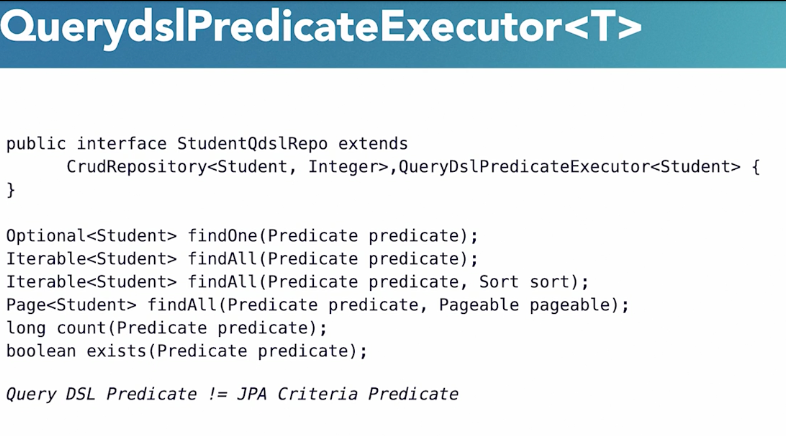 QuerydslPredicateExecutor<T>
public interface StudentQdslRepo extends
CrudRepository<Student, Integer>,QueryDslPredicateExecutor<Student> {
}
Optional<Student> findOne(Predicate predicate);
Iterable<Student> findAll(Predicate predicate);
Iterable<Student> findAll(Predicate predicate, Sort sort);
Page<Student> findAll(Predicate predicate, Pageable pageable);
long count(Predicate predicate);
boolean exists(Predicate predicate);
Query DSL Predicate != JPA Criteria Predicate